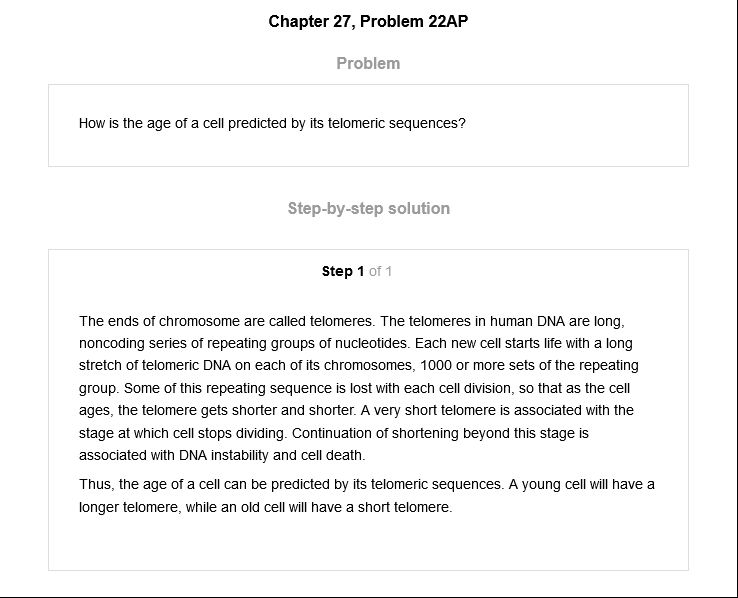 Chapter 27, Problem 22AP
Problem
How is the age of a cell predicted by its telomeric sequences?
Step-by-step solution
Step 1 of 1
The ends of chromosome are called telomeres. The telomeres in human DNA are long,
noncoding series of repeating groups of nucleotides. Each new cell starts life with a long
stretch of telomeric DNA on each of its chromosomes, 1000 or more sets of the repeating
group. Some of this repeating sequence is lost with each cell division, so that as the cell
ages, the telomere gets shorter and shorter. A very short telomere is associated with the
stage at which cell stops dividing. Continuation of shortening beyond this stage is
associated with DNA instability and cell death.
Thus, the age of a cell can be predicted by its telomeric sequences. A young cell will have a
longer telomere, while an old cell will have a short telomere.